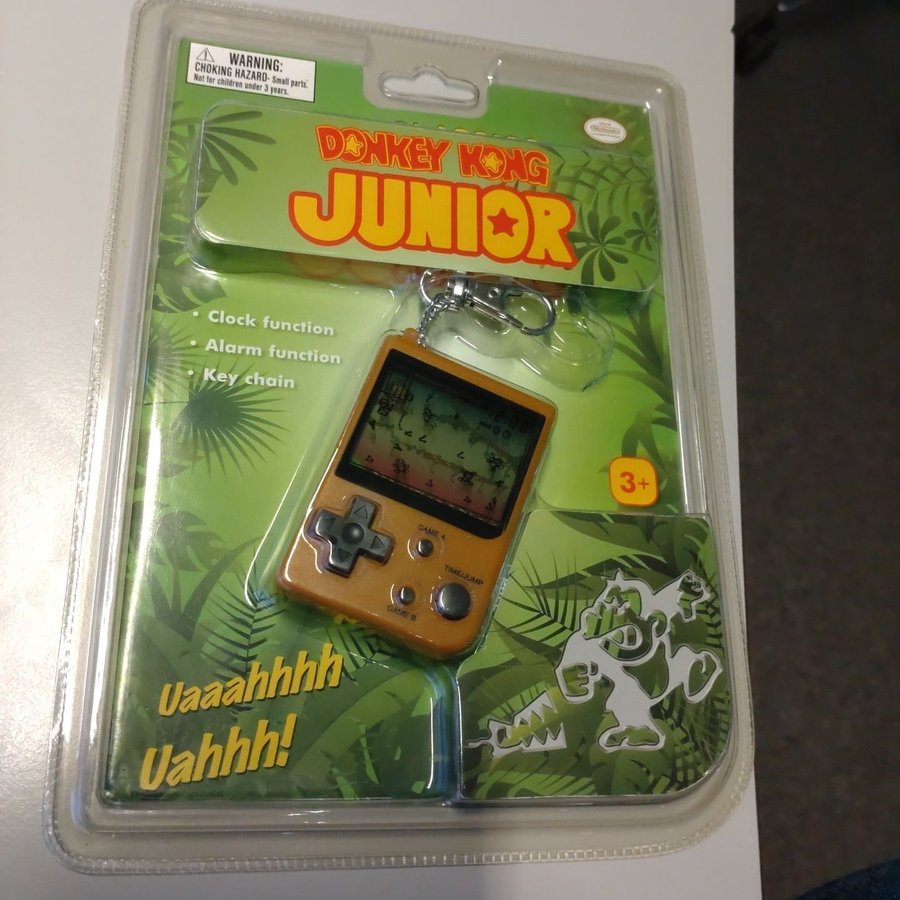 WARNING:
CHOKING HAZARD- Small parts.
Not for children under 3 years.
Nintendo
DONKEY KONG
JUNIOR
• Clock function
• Alarm function
• Key chain
3+
GAME A
TIME/JUMP
GAME B
Uaaahhhh
Uahhh!